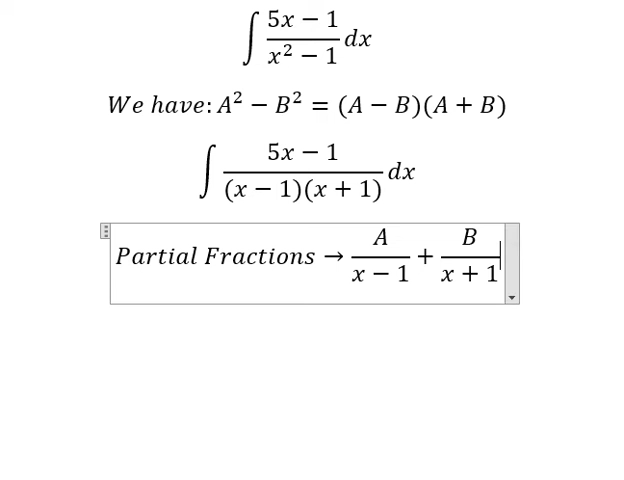 ∫ (5x − 1)/(x² − 1) dx
We have: A² − B² = (A − B)(A + B)
∫ (5x − 1)/((x − 1)(x + 1)) dx
Partial Fractions → A/(x − 1) + B/(x + 1)